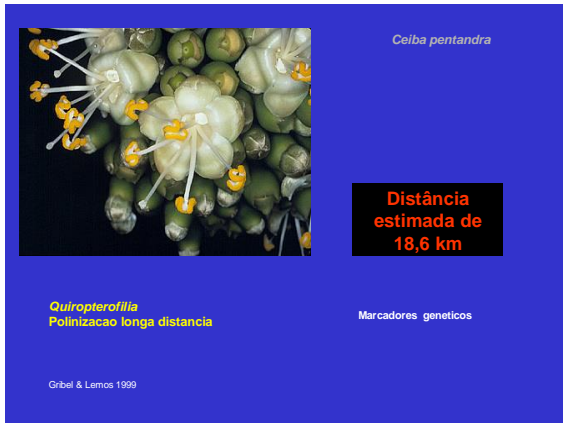 Ceiba pentandra
Distância
estimada de
18,6 km
Quiropterofilia
Polinizacao longa distancia
Marcadores geneticos
Gribel & Lemos 1999